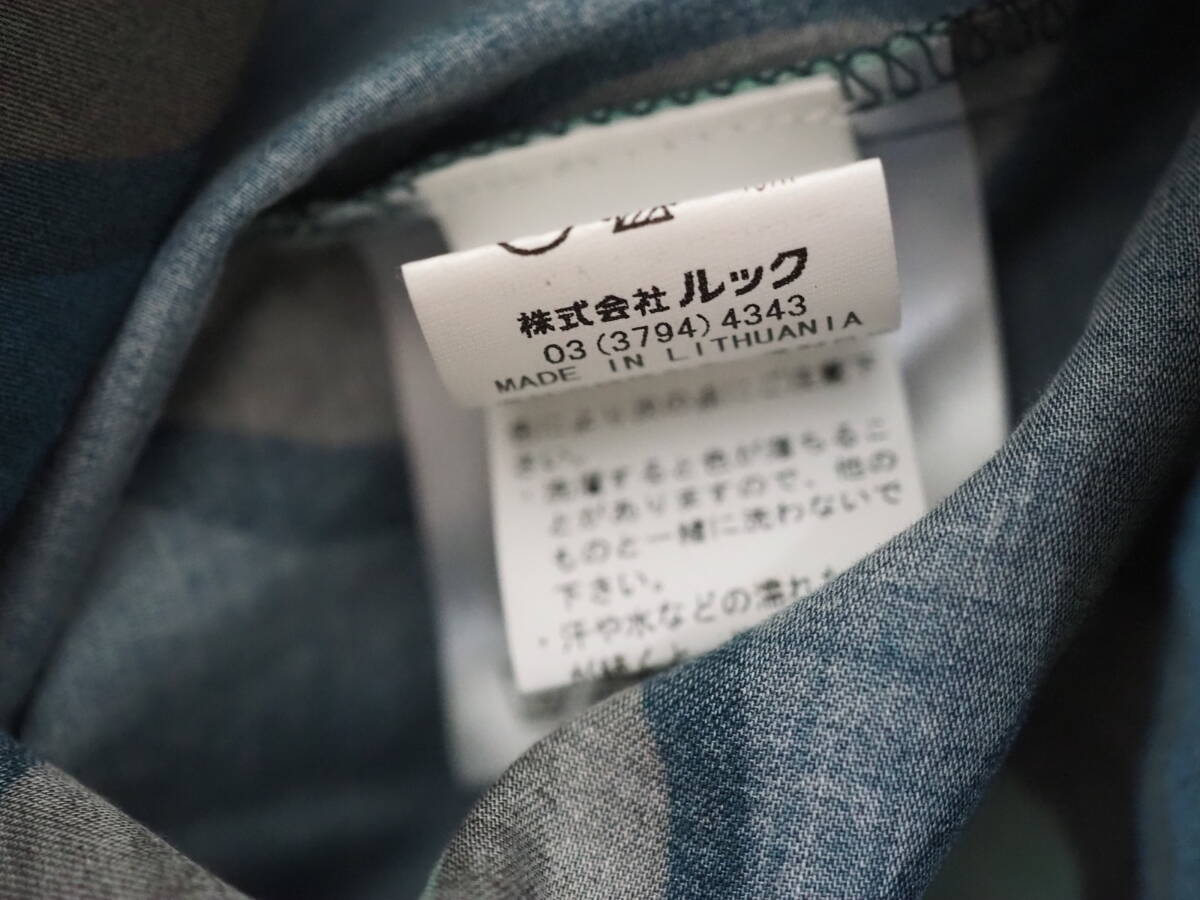 株式会社 ルック
03 (3794) 4343
MADE IN LITHUANIA
さい。
・洗濯すると色が落ちるこ
とがありますので、他の
ものと一緒に洗わないで
下さい。
・汗や水などの濡れた